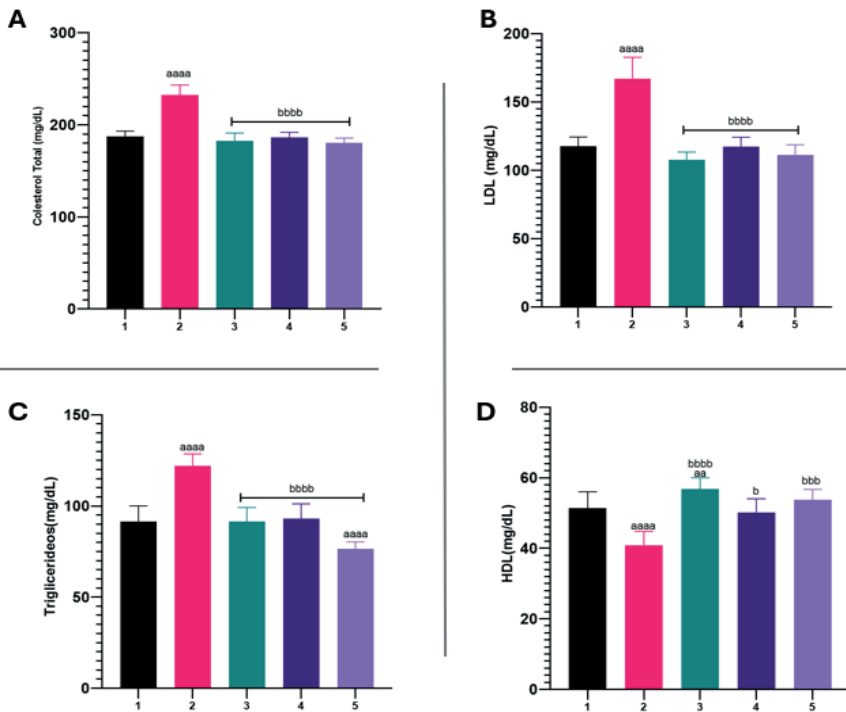 A
Colesterol Total (mg/dL)
300
200
100
0
aaaa
bbbb
1 2 3 4 5
B
LDL (mg/dL)
200
150
100
50
0
aaaa
bbbb
1 2 3 4 5
C
Triglicerideos(mg/dL)
150
100
50
0
aaaa
bbbb
aaaa
1 2 3 4 5
D
HDL(mg/dL)
80
60
40
20
0
aaaa
bbbb
aa
b
bbb
1 2 3 4 5